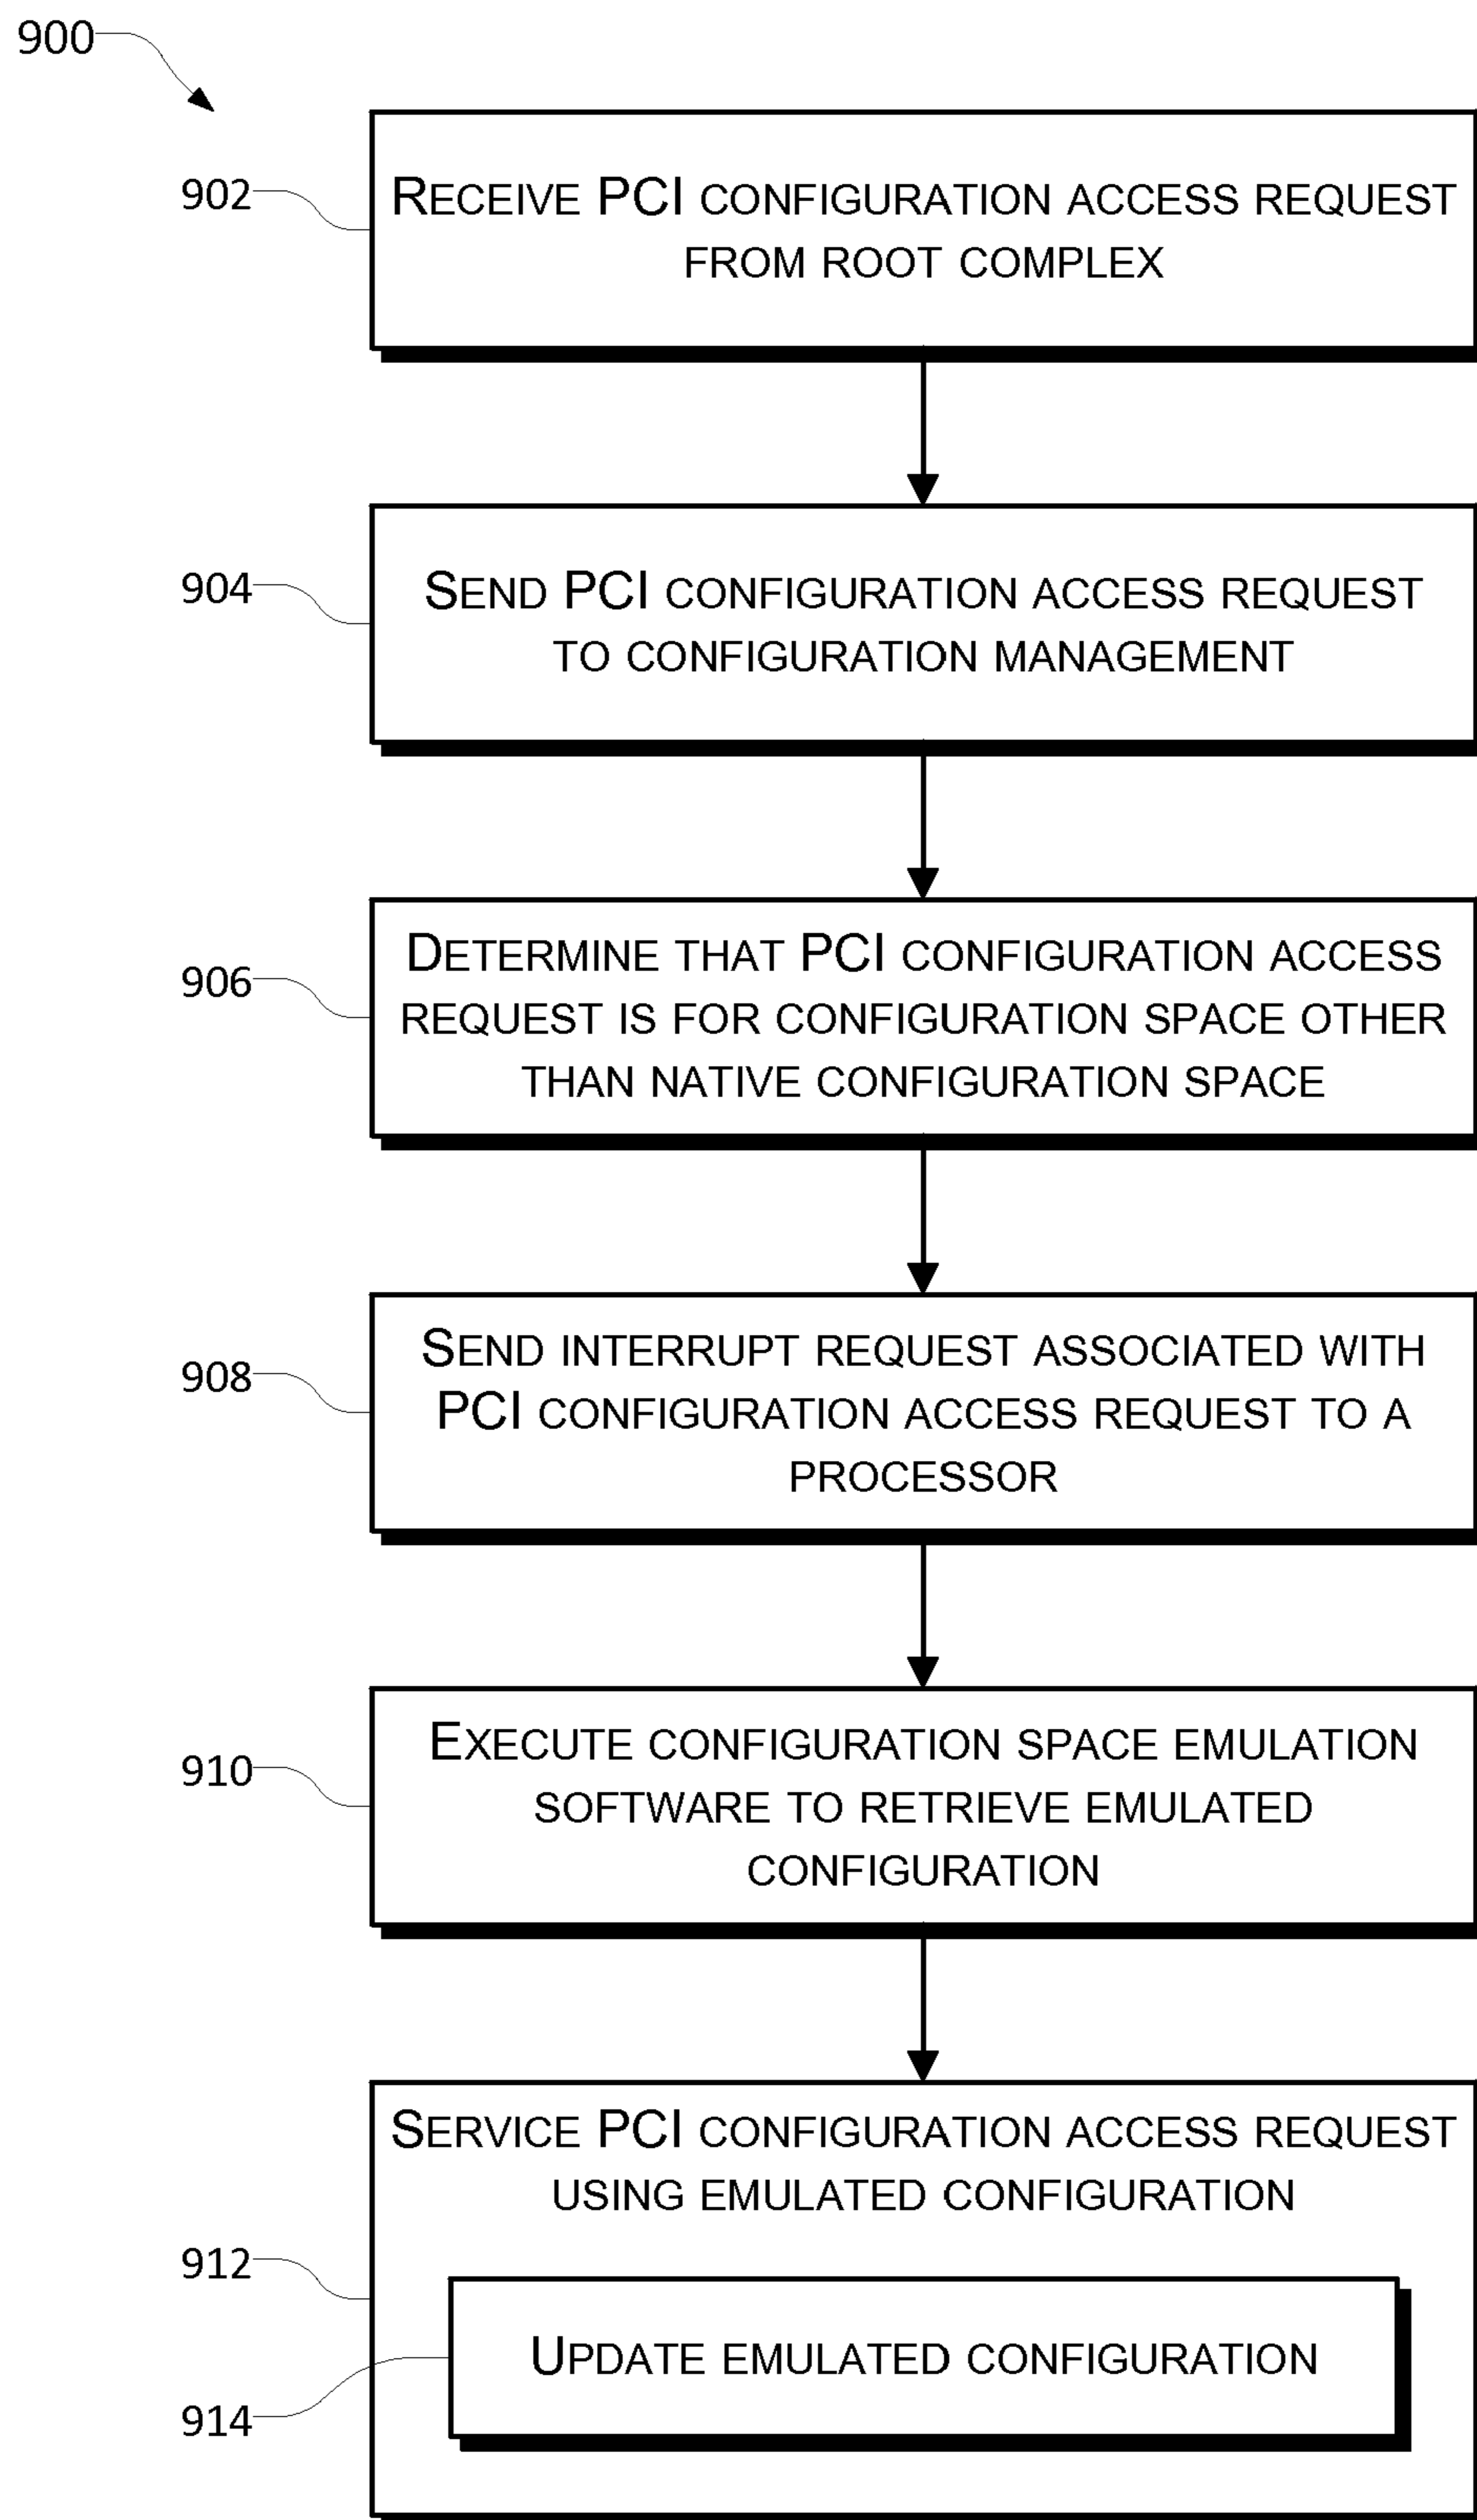 900
902
RECEIVE PCI CONFIGURATION ACCESS REQUEST
FROM ROOT COMPLEX
904
SEND PCI CONFIGURATION ACCESS REQUEST
TO CONFIGURATION MANAGEMENT
906
DETERMINE THAT PCI CONFIGURATION ACCESS
REQUEST IS FOR CONFIGURATION SPACE OTHER
THAN NATIVE CONFIGURATION SPACE
908
SEND INTERRUPT REQUEST ASSOCIATED WITH
PCI CONFIGURATION ACCESS REQUEST TO A
PROCESSOR
910
EXECUTE CONFIGURATION SPACE EMULATION
SOFTWARE TO RETRIEVE EMULATED
CONFIGURATION
912
SERVICE PCI CONFIGURATION ACCESS REQUEST
USING EMULATED CONFIGURATION
914
UPDATE EMULATED CONFIGURATION